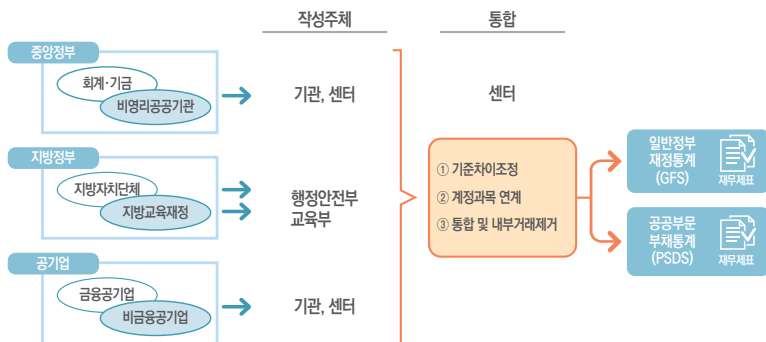 작성주체
통합
중앙정부
회계·기금
비영리공공기관
기관, 센터
센터
지방정부
지방자치단체
지방교육재정
행정안전부
교육부
① 기준차이조정
② 계정과목 연계
③ 통합 및 내부거래제거
일반정부
재정통계
(GFS)
재무제표
공공부문
부채통계
(PSDS)
재무제표
공기업
금융공기업
비금융공기업
기관, 센터